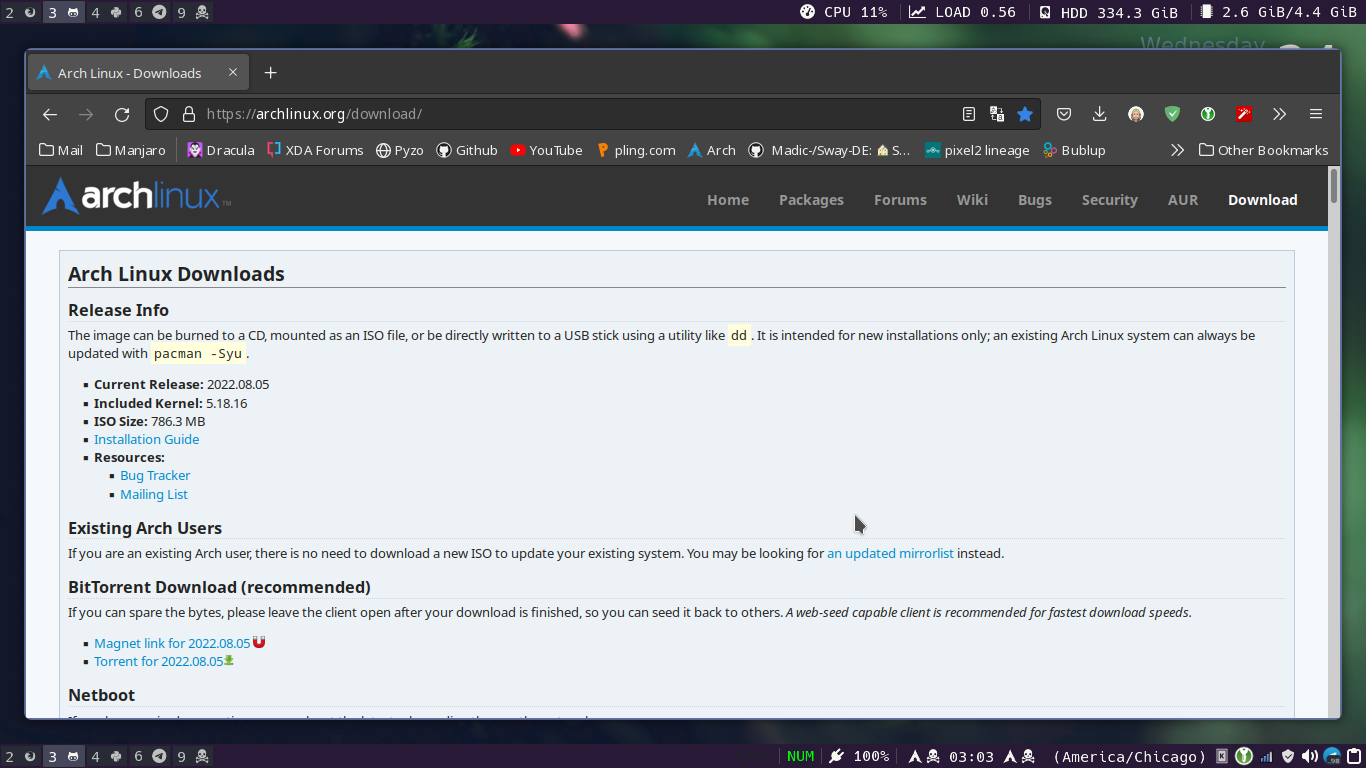 2 3 4 6 9 CPU 11% LOAD 0.56 HDD 334.3 GiB 2.6 GiB/4.4 GiB
Wednesday
Arch Linux - Downloads
https://archlinux.org/download/
Mail Manjaro Dracula XDA Forums Pyzo Github YouTube pling.com Arch Madic-/Sway-DE: S… pixel2 lineage Bublup Other Bookmarks
archlinux™ Home Packages Forums Wiki Bugs Security AUR Download
Arch Linux Downloads
Release Info
The image can be burned to a CD, mounted as an ISO file, or be directly written to a USB stick using a utility like dd. It is intended for new installations only; an existing Arch Linux system can always be
updated with pacman -Syu.
Current Release: 2022.08.05
Included Kernel: 5.18.16
ISO Size: 786.3 MB
Installation Guide
Resources:
Bug Tracker
Mailing List
Existing Arch Users
If you are an existing Arch user, there is no need to download a new ISO to update your existing system. You may be looking for an updated mirrorlist instead.
BitTorrent Download (recommended)
If you can spare the bytes, please leave the client open after your download is finished, so you can seed it back to others. A web-seed capable client is recommended for fastest download speeds.
Magnet link for 2022.08.05
Torrent for 2022.08.05
Netboot
2 3 4 6 9 NUM 100% 03:03 (America/Chicago)